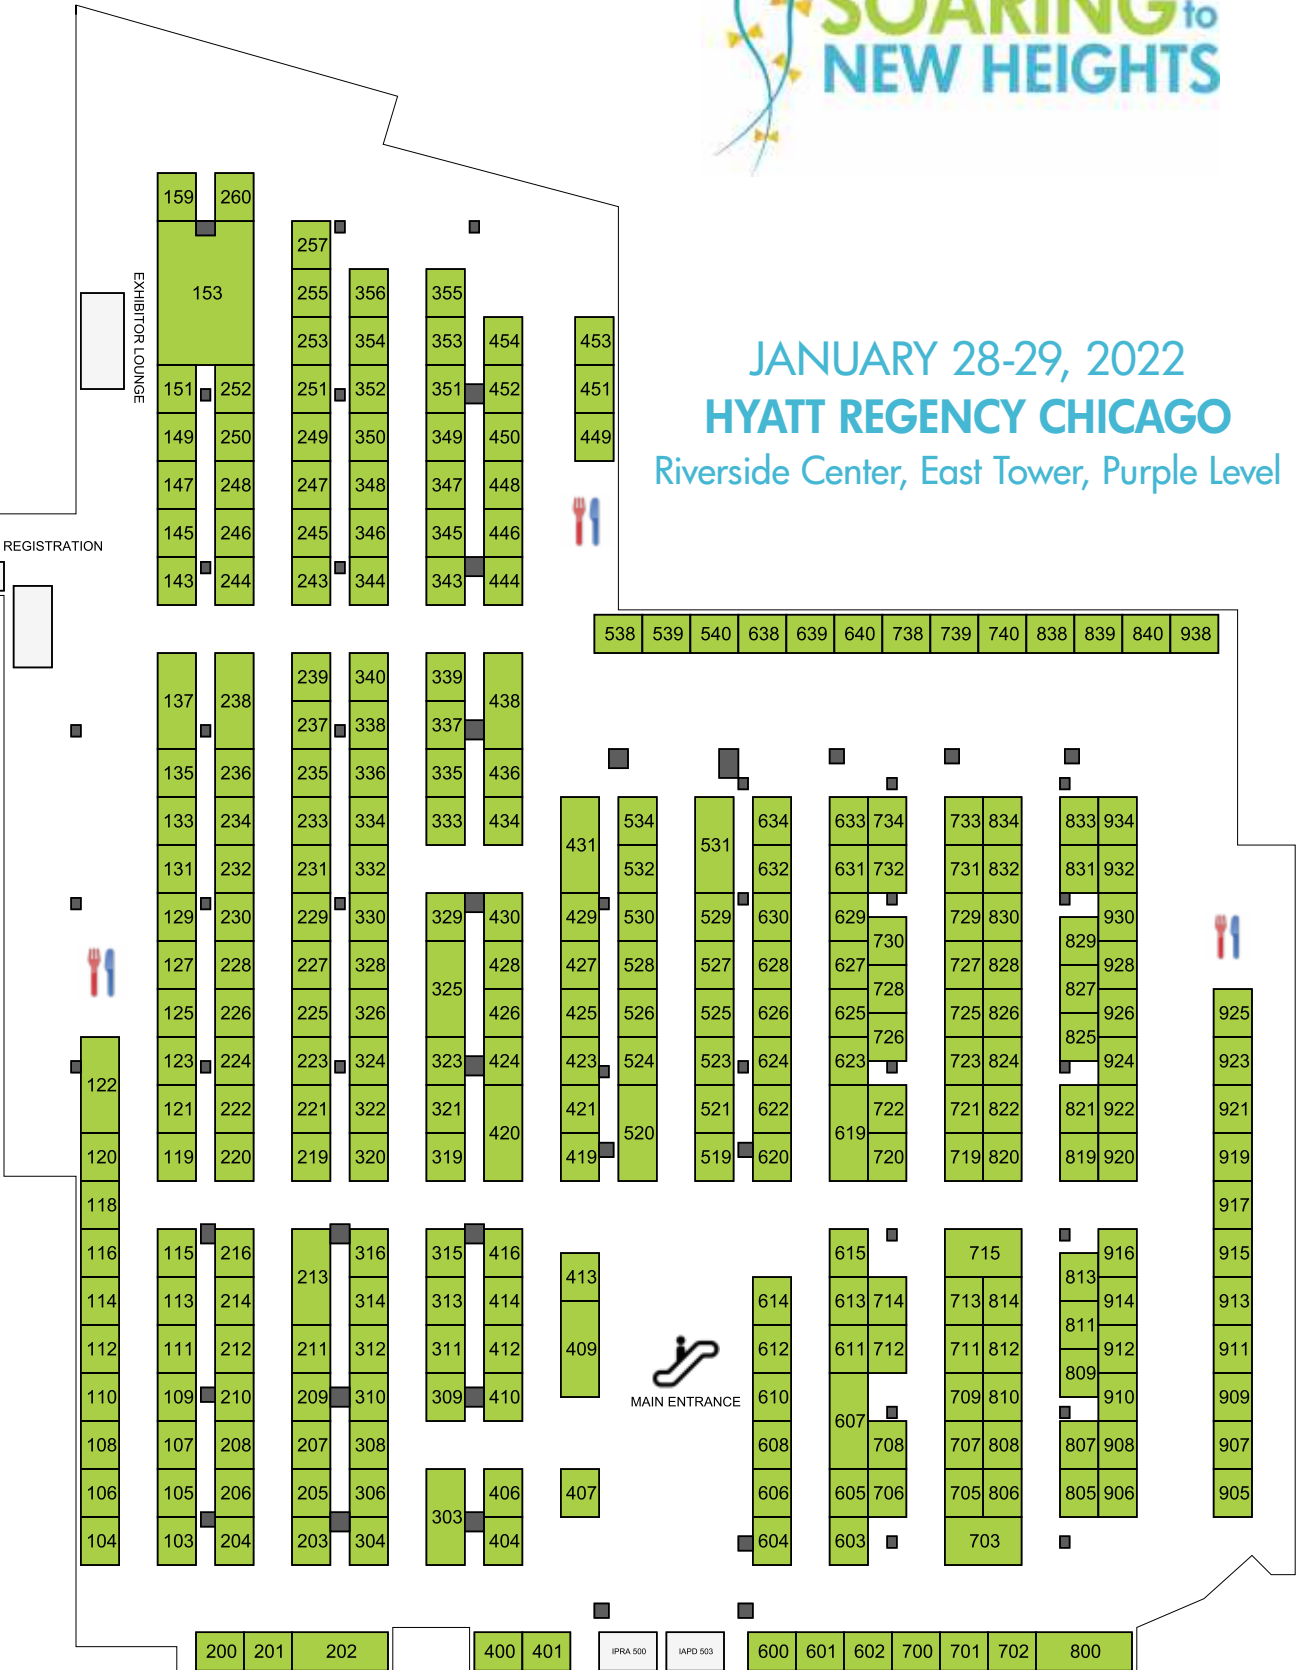 SOARING to
NEW HEIGHTS
JANUARY 28-29, 2022
HYATT REGENCY CHICAGO
Riverside Center, East Tower, Purple Level
159 260
257
153 255 356 355
EXHIBITOR LOUNGE
253 354 353 454 453
151 252 251 352 351 452 451
149 250 249 350 349 450 449
147 248 247 348 347 448
145 246 245 346 345 446
REGISTRATION
143 244 243 344 343 444
538 539 540 638 639 640 738 739 740 838 839 840 938
239 340 339
137 238 438
237 338 337
135 236 235 336 335 436
133 234 233 334 333 434 534 634 633 734 733 834 833 934
431 531
131 232 231 332 532 632 631 732 731 832 831 932
129 230 229 330 329 430 429 530 529 630 629 729 830 930
730 829
127 228 227 328 428 427 528 527 628 627 727 828 928
325 728 827
125 226 225 326 426 425 526 525 626 625 725 826 926 925
726 825
123 224 223 324 323 424 423 524 523 624 623 723 824 924 923
122
121 222 221 322 321 421 521 622 722 721 822 821 922 921
420 520 619
120 119 220 219 320 319 419 519 620 720 719 820 819 920 919
118 917
116 115 216 316 315 416 615 715 916 915
213 413 813
114 113 214 314 313 414 614 613 714 713 814 914 913
811
112 111 212 211 312 311 412 409 612 611 712 711 812 912 911
809
110 109 210 209 310 309 410 610 709 810 910 909
MAIN ENTRANCE
607
108 107 208 207 308 608 708 707 808 807 908 907
106 105 206 205 306 406 407 606 605 706 705 806 805 906 905
303
104 103 204 203 304 404 604 603 703
200 201 202 400 401 IPRA 500 IAPD 503 600 601 602 700 701 702 800